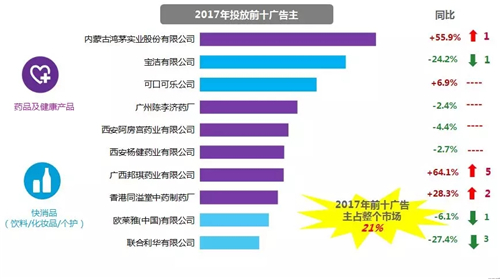 2017年投放前十广告主
同比
内蒙古鸿茅实业股份有限公司 +55.9% 1
宝洁有限公司 -24.2% 1
可口可乐公司 +6.9% ----
广州陈李济药厂 -2.4% ----
西安阿房宫药业有限公司 -4.4% ----
西安杨健药业有限公司 -2.7% ----
广西邦琪药业有限公司 +64.1% 5
香港同溢堂中药制药厂 +28.3% 2
欧莱雅(中国)有限公司 -6.1% 1
联合利华有限公司 -27.4% 3
药品及健康产品
快消品
(饮料/化妆品/个护)
2017年前十广告
主占整个市场
21%